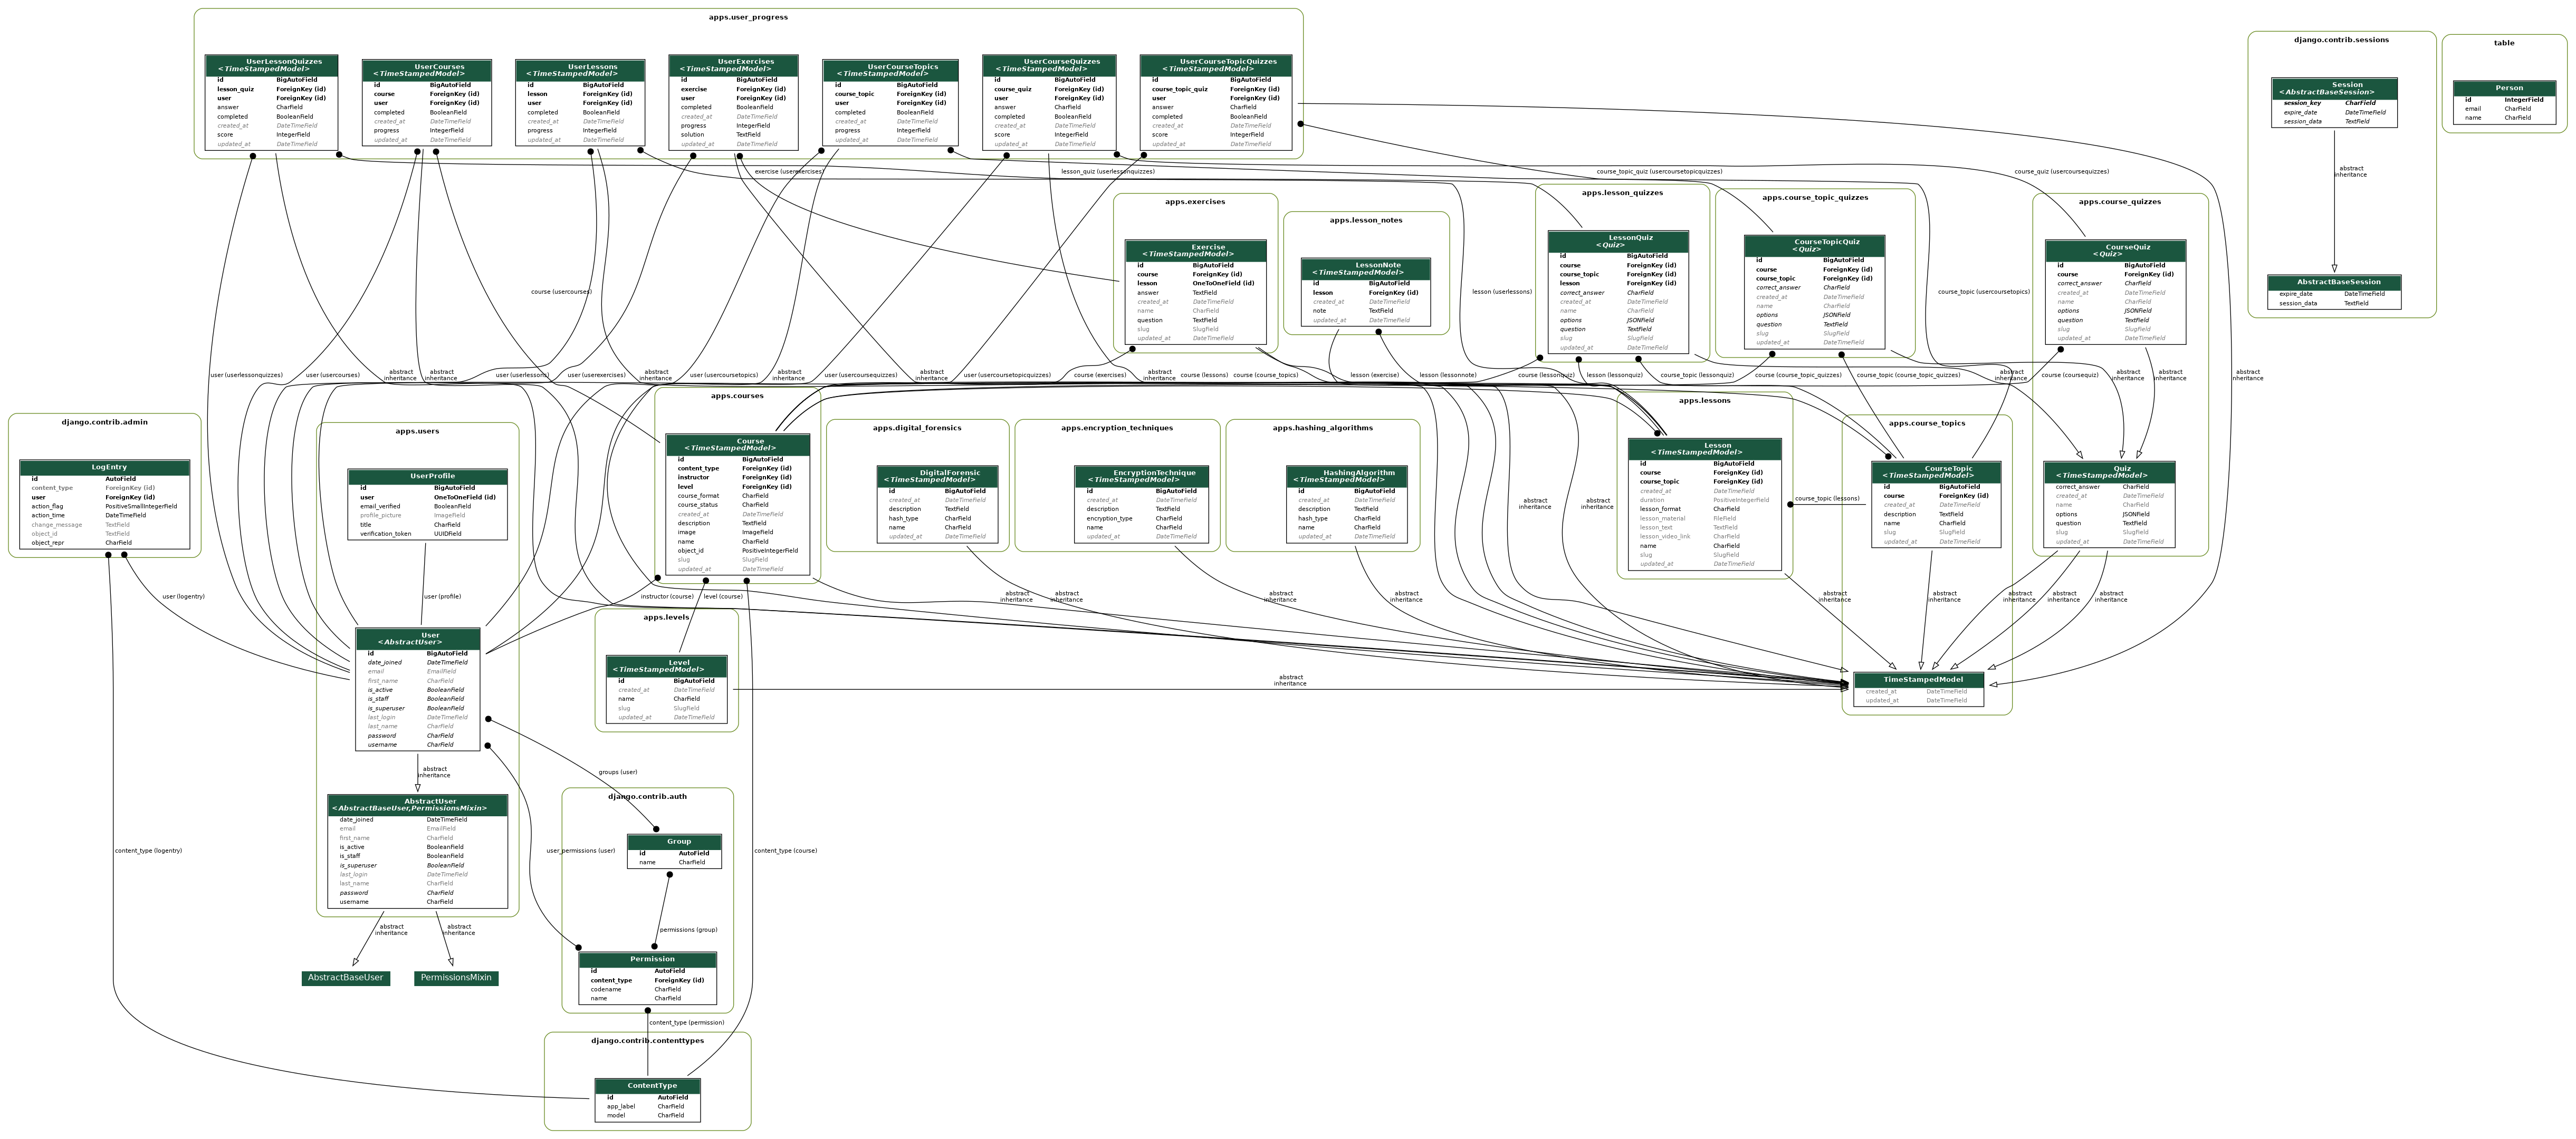 apps.user_progress
UserLessonQuizzes
<TimeStampedModel>
id BigAutoField
lesson_quiz ForeignKey (id)
user ForeignKey (id)
answer CharField
completed BooleanField
created_at DateTimeField
score IntegerField
updated_at DateTimeField
UserCourses
<TimeStampedModel>
id BigAutoField
course ForeignKey (id)
user ForeignKey (id)
completed BooleanField
created_at DateTimeField
progress IntegerField
updated_at DateTimeField
UserLessons
<TimeStampedModel>
id BigAutoField
lesson ForeignKey (id)
user ForeignKey (id)
completed BooleanField
created_at DateTimeField
progress IntegerField
updated_at DateTimeField
UserExercises
<TimeStampedModel>
id BigAutoField
exercise ForeignKey (id)
user ForeignKey (id)
completed BooleanField
created_at DateTimeField
progress IntegerField
solution TextField
updated_at DateTimeField
UserCourseTopics
<TimeStampedModel>
id BigAutoField
course_topic ForeignKey (id)
user ForeignKey (id)
completed BooleanField
created_at DateTimeField
progress IntegerField
updated_at DateTimeField
UserCourseQuizzes
<TimeStampedModel>
id BigAutoField
course_quiz ForeignKey (id)
user ForeignKey (id)
answer CharField
completed BooleanField
created_at DateTimeField
score IntegerField
updated_at DateTimeField
UserCourseTopicQuizzes
<TimeStampedModel>
id BigAutoField
course_topic_quiz ForeignKey (id)
user ForeignKey (id)
answer CharField
completed BooleanField
created_at DateTimeField
score IntegerField
updated_at DateTimeField
django.contrib.sessions
Session
<AbstractBaseSession>
session_key CharField
expire_date DateTimeField
session_data TextField
abstract
inheritance
AbstractBaseSession
expire_date DateTimeField
session_data TextField
table
Person
id IntegerField
email CharField
name CharField
exercise (userexercises)
lesson_quiz (userlessonquizzes)
course_topic_quiz (usercoursetopicquizzes)
course_quiz (usercoursequizzes)
apps.exercises
Exercise
<TimeStampedModel>
id BigAutoField
course ForeignKey (id)
lesson OneToOneField (id)
answer TextField
created_at DateTimeField
name CharField
question TextField
slug SlugField
updated_at DateTimeField
apps.lesson_notes
LessonNote
<TimeStampedModel>
id BigAutoField
lesson ForeignKey (id)
created_at DateTimeField
note TextField
updated_at DateTimeField
apps.lesson_quizzes
LessonQuiz
<Quiz>
id BigAutoField
course ForeignKey (id)
course_topic ForeignKey (id)
lesson ForeignKey (id)
correct_answer CharField
created_at DateTimeField
name CharField
options JSONField
question TextField
slug SlugField
updated_at DateTimeField
apps.course_topic_quizzes
CourseTopicQuiz
<Quiz>
id BigAutoField
course ForeignKey (id)
course_topic ForeignKey (id)
correct_answer CharField
created_at DateTimeField
name CharField
options JSONField
question TextField
slug SlugField
updated_at DateTimeField
apps.course_quizzes
CourseQuiz
<Quiz>
id BigAutoField
course ForeignKey (id)
correct_answer CharField
created_at DateTimeField
name CharField
options JSONField
question TextField
slug SlugField
updated_at DateTimeField
course (usercourses)
lesson (userlessons)
course_topic (usercoursetopics)
user (userlessonquizzes)
user (usercourses)
abstract
inheritance
abstract
inheritance
user (userlessons)
user (userexercises)
abstract
inheritance
user (usercoursetopics)
abstract
inheritance
user (usercoursequizzes)
abstract
inheritance
user (usercoursetopicquizzes)
course (exercises)
abstract
inheritance
course (lessons)
course (course_topics)
lesson (exercise)
lesson (lessonnote)
course (lessonquiz)
lesson (lessonquiz)
course_topic (lessonquiz)
course (course_topic_quizzes)
course_topic (course_topic_quizzes)
abstract
inheritance
course (coursequiz)
abstract
inheritance
abstract
inheritance
abstract
inheritance
django.contrib.admin
LogEntry
id AutoField
content_type ForeignKey (id)
user ForeignKey (id)
action_flag PositiveSmallIntegerField
action_time DateTimeField
change_message TextField
object_id TextField
object_repr CharField
apps.users
UserProfile
id BigAutoField
user OneToOneField (id)
email_verified BooleanField
profile_picture ImageField
title CharField
verification_token UUIDField
apps.courses
Course
<TimeStampedModel>
id BigAutoField
content_type ForeignKey (id)
instructor ForeignKey (id)
level ForeignKey (id)
course_format CharField
course_status CharField
created_at DateTimeField
description TextField
image ImageField
name CharField
object_id PositiveIntegerField
slug SlugField
updated_at DateTimeField
apps.digital_forensics
DigitalForensic
<TimeStampedModel>
id BigAutoField
created_at DateTimeField
description TextField
hash_type CharField
name CharField
updated_at DateTimeField
apps.encryption_techniques
EncryptionTechnique
<TimeStampedModel>
id BigAutoField
created_at DateTimeField
description TextField
encryption_type CharField
name CharField
updated_at DateTimeField
apps.hashing_algorithms
HashingAlgorithm
<TimeStampedModel>
id BigAutoField
created_at DateTimeField
description TextField
hash_type CharField
name CharField
updated_at DateTimeField
abstract
inheritance
abstract
inheritance
apps.lessons
Lesson
<TimeStampedModel>
id BigAutoField
course ForeignKey (id)
course_topic ForeignKey (id)
created_at DateTimeField
duration PositiveIntegerField
lesson_format CharField
lesson_material FileField
lesson_text TextField
lesson_video_link CharField
name CharField
slug SlugField
updated_at DateTimeField
course_topic (lessons)
apps.course_topics
CourseTopic
<TimeStampedModel>
id BigAutoField
course ForeignKey (id)
created_at DateTimeField
description TextField
name CharField
slug SlugField
updated_at DateTimeField
Quiz
<TimeStampedModel>
correct_answer CharField
created_at DateTimeField
name CharField
options JSONField
question TextField
slug SlugField
updated_at DateTimeField
user (logentry)
user (profile)
instructor (course)
level (course)
abstract
inheritance
abstract
inheritance
abstract
inheritance
abstract
inheritance
abstract
inheritance
abstract
inheritance
abstract
inheritance
abstract
inheritance
abstract
inheritance
User
<AbstractUser>
id BigAutoField
date_joined DateTimeField
email EmailField
first_name CharField
is_active BooleanField
is_staff BooleanField
is_superuser BooleanField
last_login DateTimeField
last_name CharField
password CharField
username CharField
apps.levels
Level
<TimeStampedModel>
id BigAutoField
created_at DateTimeField
name CharField
slug SlugField
updated_at DateTimeField
abstract
inheritance
TimeStampedModel
created_at DateTimeField
updated_at DateTimeField
abstract
inheritance
groups (user)
AbstractUser
<AbstractBaseUser,PermissionsMixin>
date_joined DateTimeField
email EmailField
first_name CharField
is_active BooleanField
is_staff BooleanField
is_superuser BooleanField
last_login DateTimeField
last_name CharField
password CharField
username CharField
django.contrib.auth
Group
id AutoField
name CharField
content_type (logentry)
user_permissions (user)
content_type (course)
abstract
inheritance
abstract
inheritance
permissions (group)
AbstractBaseUser
PermissionsMixin
Permission
id AutoField
content_type ForeignKey (id)
codename CharField
name CharField
content_type (permission)
django.contrib.contenttypes
ContentType
id AutoField
app_label CharField
model CharField